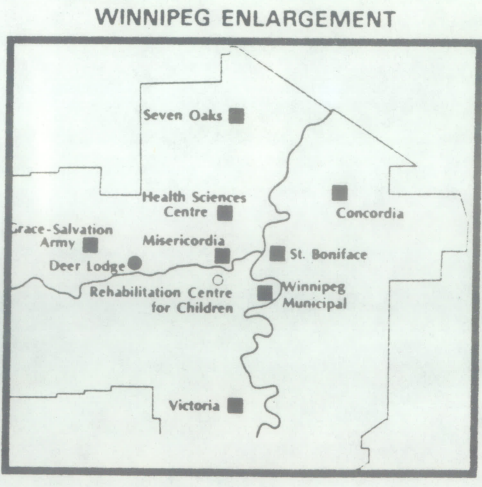 WINNIPEG ENLARGEMENT
Seven Oaks
Health Sciences
Centre
Concordia
Grace-Salvation
Army
Misericordia
St. Boniface
Deer Lodge
Rehabilitation Centre
for Children
Winnipeg
Municipal
Victoria